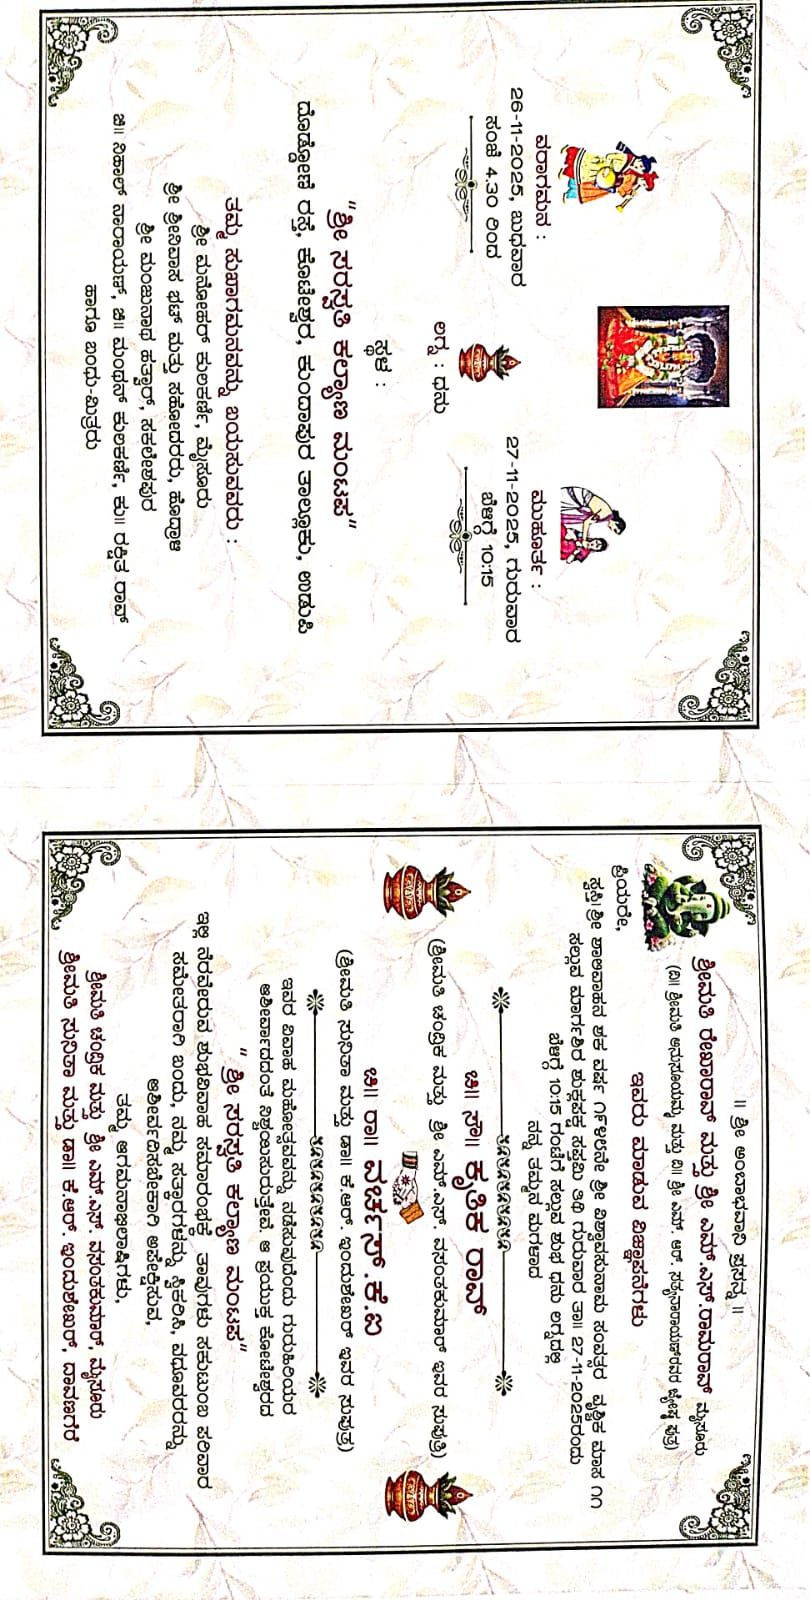 ವರಾಗಮನ :
26-11-2025, ಬುಧವಾರ
ಸಂಜೆ 4.30 ರಿಂದ
ಮುಹೂರ್ತ :
27-11-2025, ಗುರುವಾರ
ಬೆಳಿಗ್ಗೆ 10:15
ಲಗ್ನ : ಧನು
ಸ್ಥಳ :
“ಶ್ರೀ ಸರಸ್ವತಿ ಕಲ್ಯಾಣ ಮಂಟಪ”
ದೊಡ್ಡೋಣಿ ರಸ್ತೆ, ಕೊಟೇಶ್ವರ, ಕುಂದಾಪುರ ತಾಲ್ಲೂಕು, ಉಡುಪಿ
ತಮ್ಮ ಸುಖಾಗಮನವನ್ನು ಬಯಸುವವರು :
ಶ್ರೀ ಮನೋಹರ್ ಕುಲಕರ್ಣಿ, ಮೈಸೂರು
ಶ್ರೀ ಶ್ರೀನಿವಾಸ ಭಟ್ ಮತ್ತು ಸಹೋದರರು, ಹೊದ್ರಾಳಿ
ಶ್ರೀ ಮಂಜುನಾಥ ಹತ್ವಾರ್, ಸಕಲೇಶಪುರ
ಚಿ॥ ನಿಹಾಲ್ ನಾರಾಯಣ್, ಚಿ॥ ಮಂಥನ್ ಕುಲಕರ್ಣಿ, ಕು॥ ರಕ್ಷಿತ ರಾವ್
ಹಾಗೂ ಬಂಧು-ಮಿತ್ರರು
॥ ಶ್ರೀ ಅಂಬಾಭವಾನಿ ಪ್ರಸನ್ನ ॥
ಶ್ರೀಮತಿ ರೇಖಾರಾವ್ ಮತ್ತು ಶ್ರೀ ಎಮ್.ಎಸ್.ರಾಮರಾವ್ ಮೈಸೂರು
(ದಿ॥ ಶ್ರೀಮತಿ ಅನುಸೂಯಮ್ಮ ಮತ್ತು ದಿ॥ ಶ್ರೀ ಎಮ್. ಆರ್. ಸತ್ಯನಾರಾಯಣ್‌ರವರ ಜ್ಯೇಷ್ಠ ಪುತ್ರ)
ಇವರು ಮಾಡುವ ವಿಜ್ಞಾಪನೆಗಳು
ಪ್ರಿಯರೇ,
ಸ್ವಸ್ತಿ। ಶ್ರೀ ಶಾಲಿವಾಹನ ಶಕ ವರ್ಷ ೧೯೪೮ನೇ ಶ್ರೀ ವಿಶ್ವಾವಸುನಾಮ ಸಂವತ್ಸರ ವೃಶ್ಚಿಕ ಮಾಸ ೧೧
ಸಲ್ಲುವ ಮಾರ್ಗಶಿರ ಶುಕ್ಲಪಕ್ಷ ಸಪ್ತಮಿ ತಿಥಿ ಗುರುವಾರ ತಾ॥ 27-11-2025ರಂದು
ಬೆಳಿಗ್ಗೆ 10:15 ಗಂಟೆಗೆ ಸಲ್ಲುವ ಶುಭ ಧನು ಲಗ್ನದಲ್ಲಿ
ನನ್ನ ತಮ್ಮನ ಮಗಳಾದ
ಚಿ॥ ಸೌ॥ ಕೃತಿಕ ರಾವ್
(ಶ್ರೀಮತಿ ಚಂದ್ರಿಕ ಮತ್ತು ಶ್ರೀ ಎಮ್.ಎಸ್. ವಸಂತಕುಮಾರ್ ಇವರ ಸುಪುತ್ರಿ)
ಚಿ॥ ರಾ॥ ವರ್ಚಸ್.ಕೆ.ಐ
(ಶ್ರೀಮತಿ ಸುನಿತಾ ಮತ್ತು ಡಾ॥ ಕೆ.ಆರ್. ಇಂದುಶೇಖರ್ ಇವರ ಸುಪುತ್ರ)
ಇವರ ವಿವಾಹ ಮಹೋತ್ಸವವನ್ನು ನಡೆಸುವುದೆಂದು ಗುರುಹಿರಿಯರ
ಆಶೀರ್ವಾದದಂತೆ ನಿಶ್ಚಯಿಸುರುತ್ತೇವೆ. ಆ ಪ್ರಯುಕ್ತ ಕೋಟೇಶ್ವರದ
“ ಶ್ರೀ ಸರಸ್ವತಿ ಕಲ್ಯಾಣ ಮಂಟಪ”
ಇಲ್ಲಿ ನೆರವೇರುವ ಶುಭವಿವಾಹ ಸಮಾರಂಭಕ್ಕೆ ತಾವುಗಳು ಸಕುಟುಂಬ ಪರಿವಾರ
ಸಮೇತರಾಗಿ ಬಂದು, ನಮ್ಮ ಸತ್ಕಾರಗಳನ್ನು ಸ್ವಿಕರಿಸಿ, ವಧೂವರರನ್ನು
ಆಶೀರ್ವದಿಸಬೇಕಾಗಿ ಅಪೇಕ್ಷಿಸುವ,
ತಮ್ಮ ಆಗಮನಾಭಿಲಾಷಿಗಳು,
ಶ್ರೀಮತಿ ಚಂದ್ರಿಕ ಮತ್ತು ಶ್ರೀ ಎಮ್.ಎಸ್. ವಸಂತಕುಮಾರ್, ಮೈಸೂರು
ಶ್ರೀಮತಿ ಸುನಿತಾ ಮತ್ತು ಡಾ॥ ಕೆ.ಆರ್. ಇಂದುಶೇಖರ್, ದಾವಣಗೆರೆ